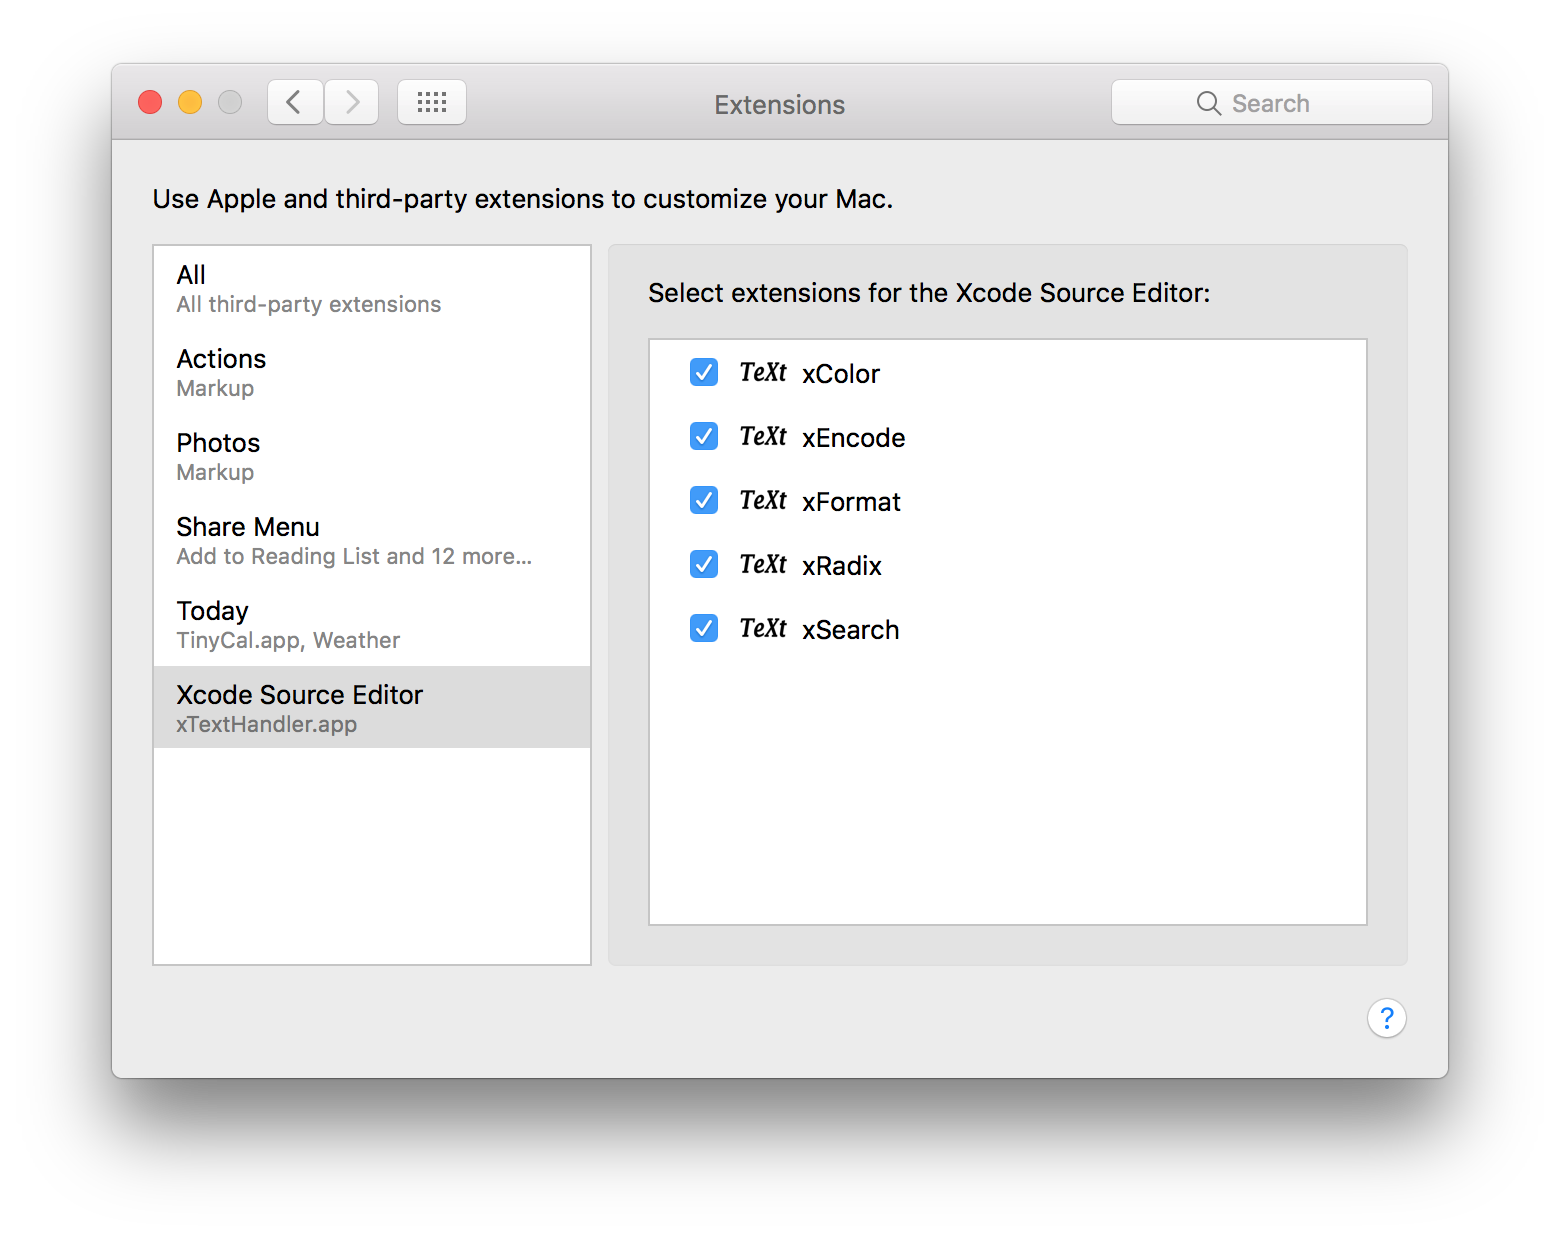 Extensions
Search
Use Apple and third-party extensions to customize your Mac.
All
All third-party extensions
Actions
Markup
Photos
Markup
Share Menu
Add to Reading List and 12 more...
Today
TinyCal.app, Weather
Xcode Source Editor
xTextHandler.app
Select extensions for the Xcode Source Editor:
TeXt xColor
TeXt xEncode
TeXt xFormat
TeXt xRadix
TeXt xSearch
?